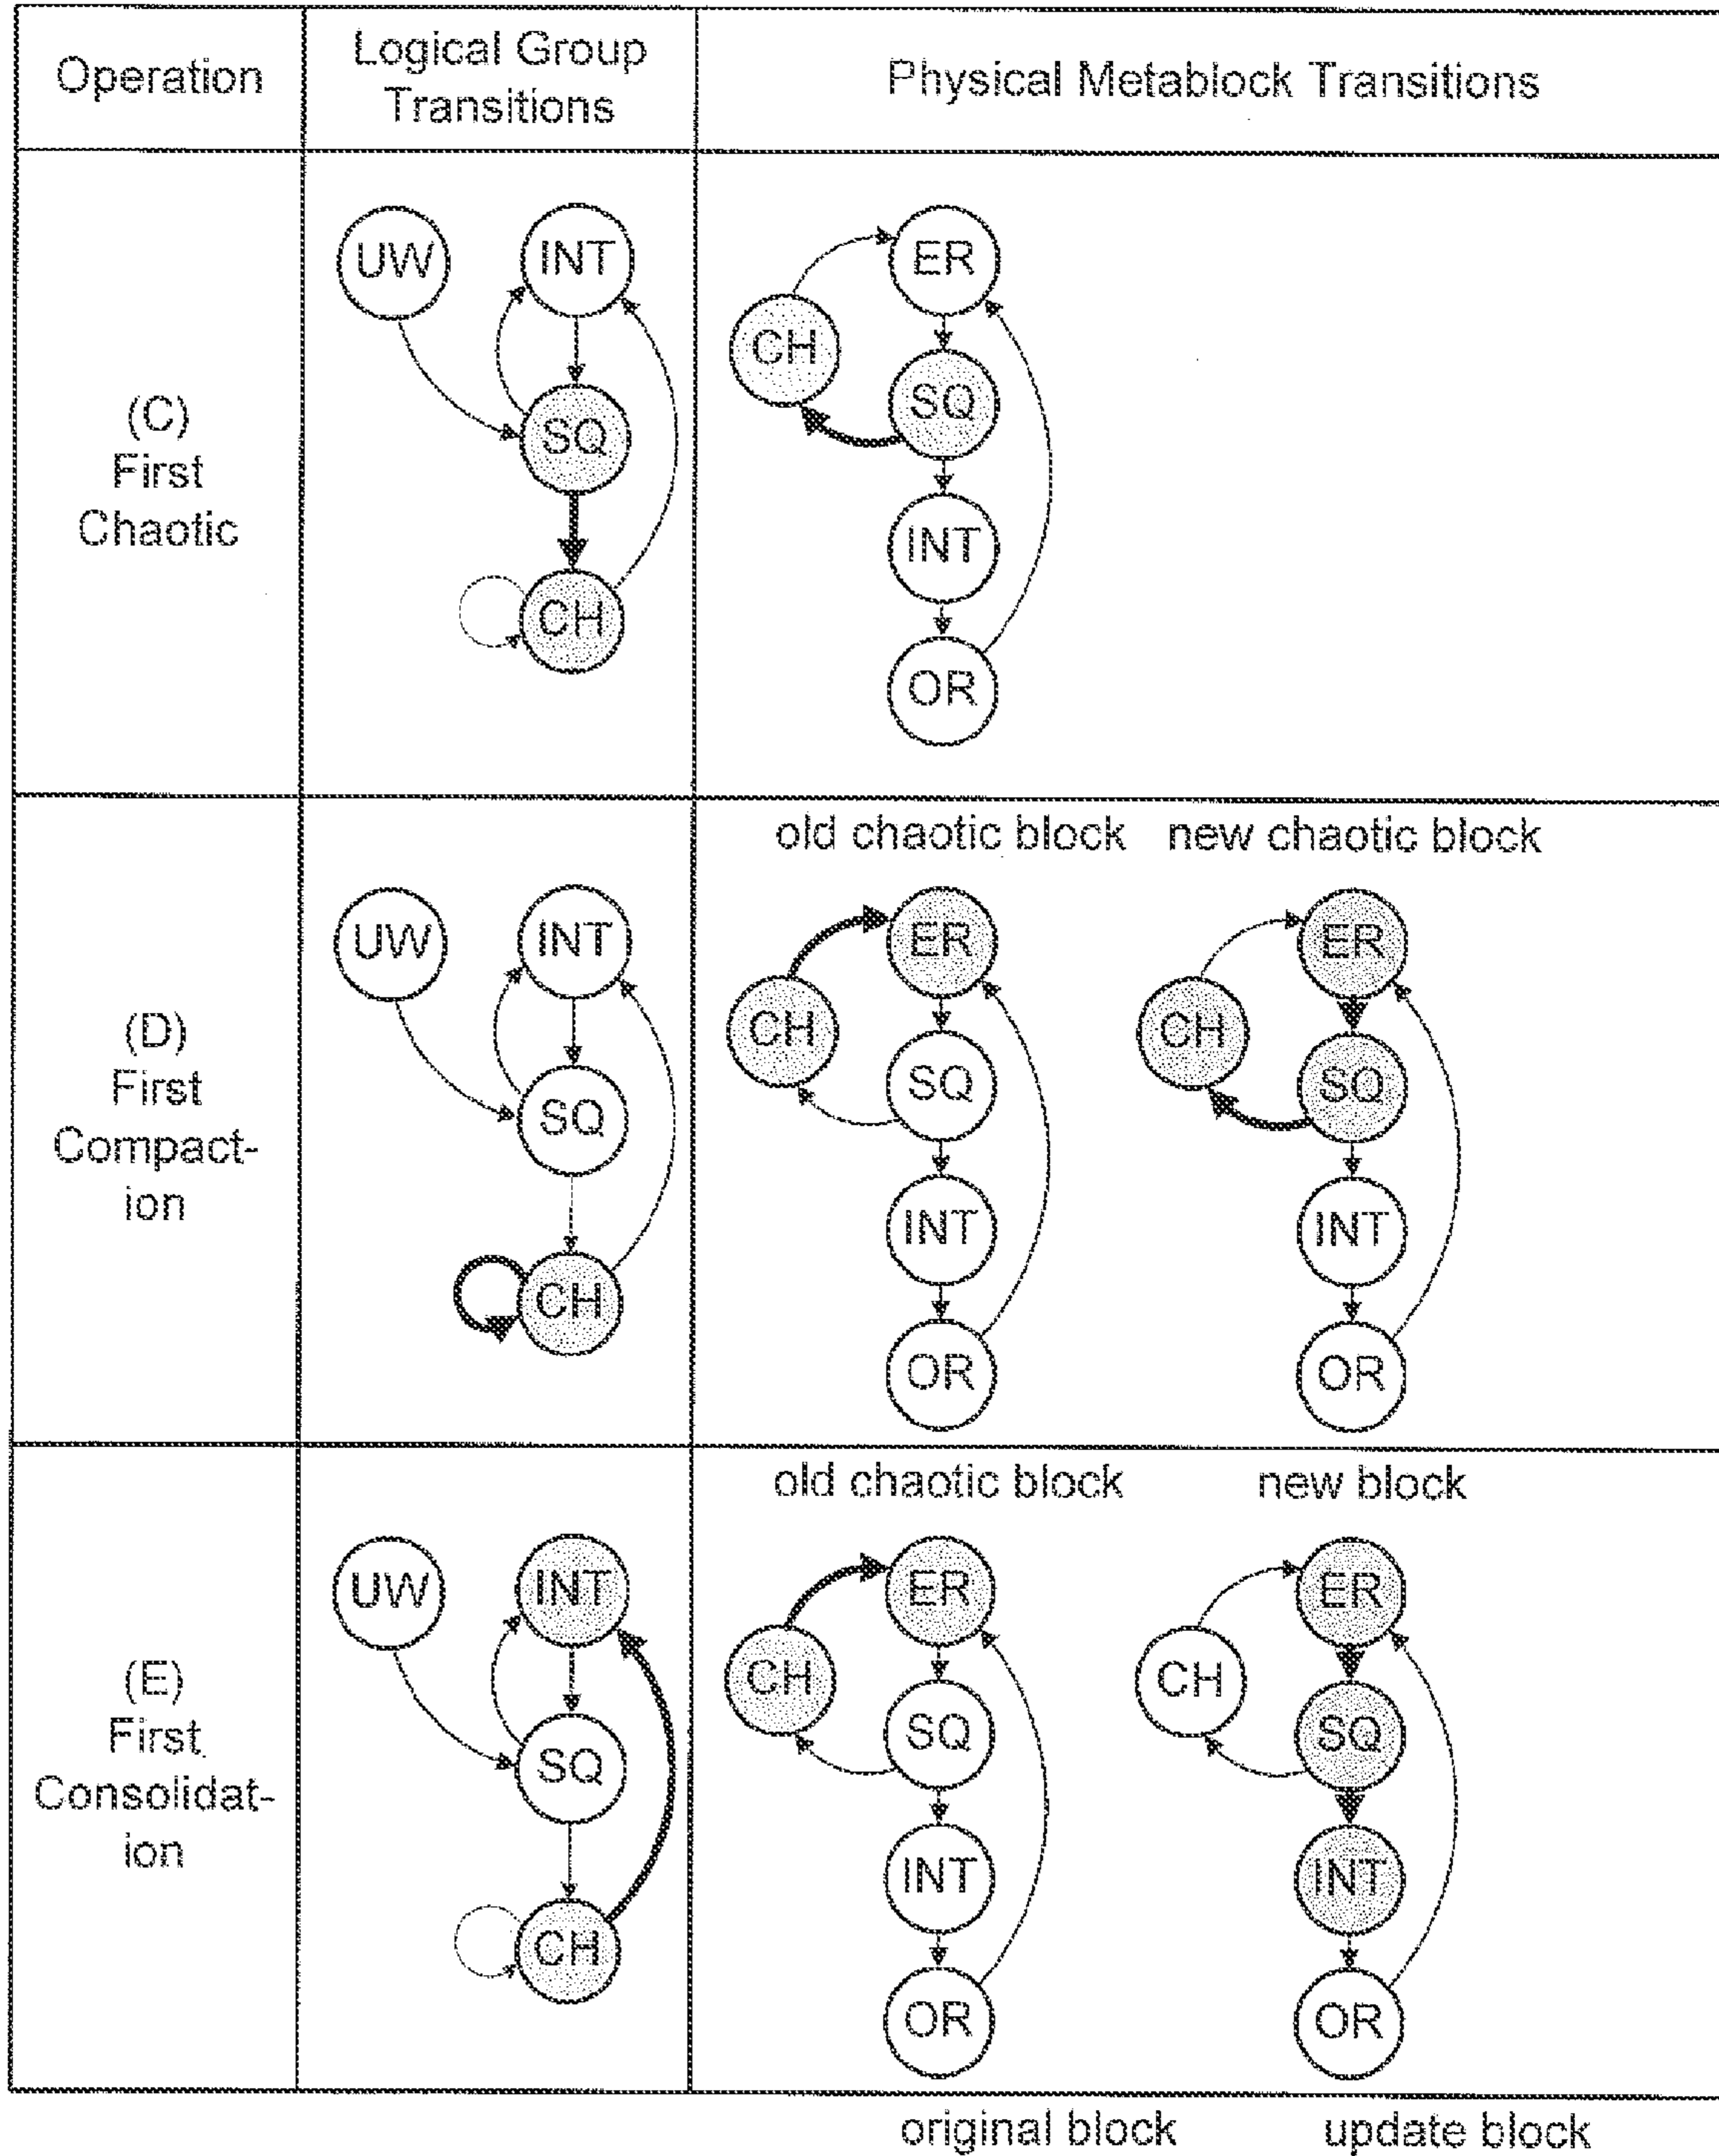 Operation
Logical Group
Transitions
Physical Metablock Transitions
(C)
First
Chaotic
UW
INT
SQ
CH
ER
CH
SQ
INT
OR
(D)
First
Compact-
ion
UW
INT
SQ
CH
old chaotic block
ER
CH
SQ
INT
OR
new chaotic block
ER
CH
SQ
INT
OR
(E)
First
Consolidat-
ion
UW
INT
SQ
CH
old chaotic block
ER
CH
SQ
INT
OR
new block
ER
CH
SQ
INT
OR
original block
update block